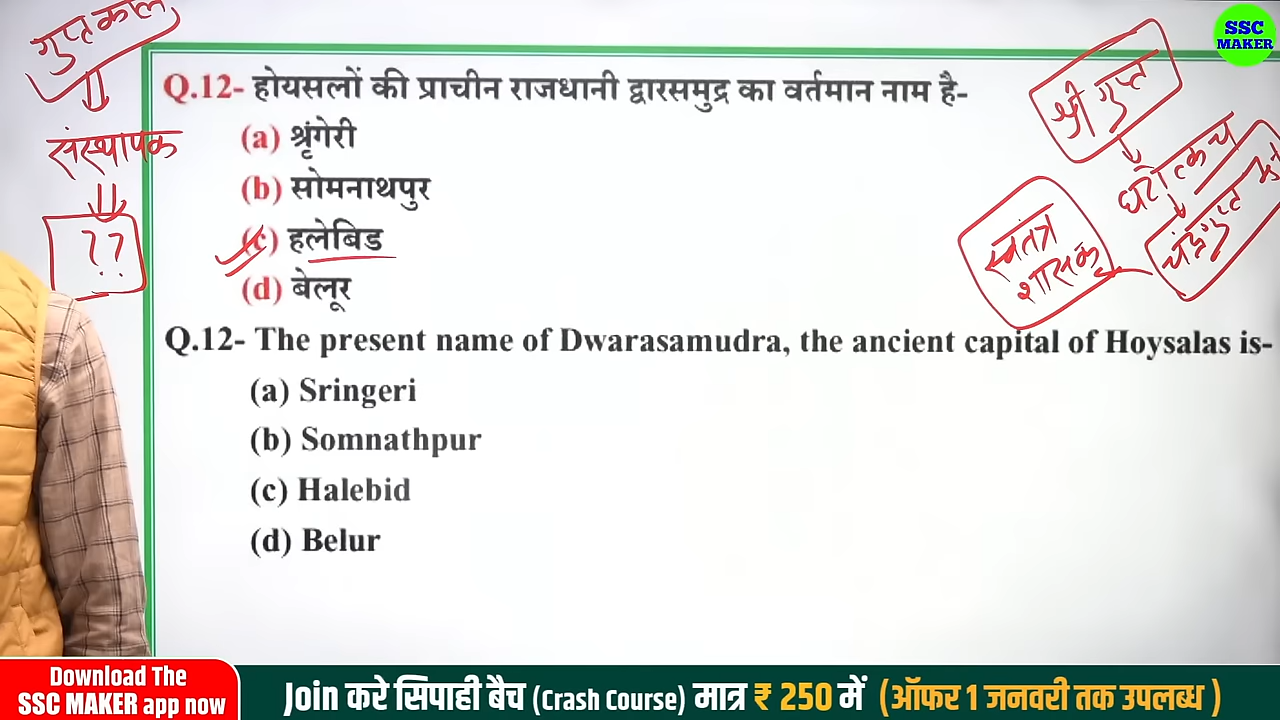 SSC
MAKER
गुप्तकाल
संस्थापक
??
Q.12- होयसलों की प्राचीन राजधानी द्वारसमुद्र का वर्तमान नाम है-
(a) श्रृंगेरी
(b) सोमनाथपुर
(c) हलेबिड
(d) बेलूर
श्री गुप्त
घटोत्कच
चंद्रगुप्त
स्वतंत्र
शासक
Q.12- The present name of Dwarasamudra, the ancient capital of Hoysalas is-
(a) Sringeri
(b) Somnathpur
(c) Halebid
(d) Belur
Download The
SSC MAKER app now
Join करे सिपाही बैच (Crash Course) मात्र ₹ 250 में (ऑफर 1 जनवरी तक उपलब्ध )